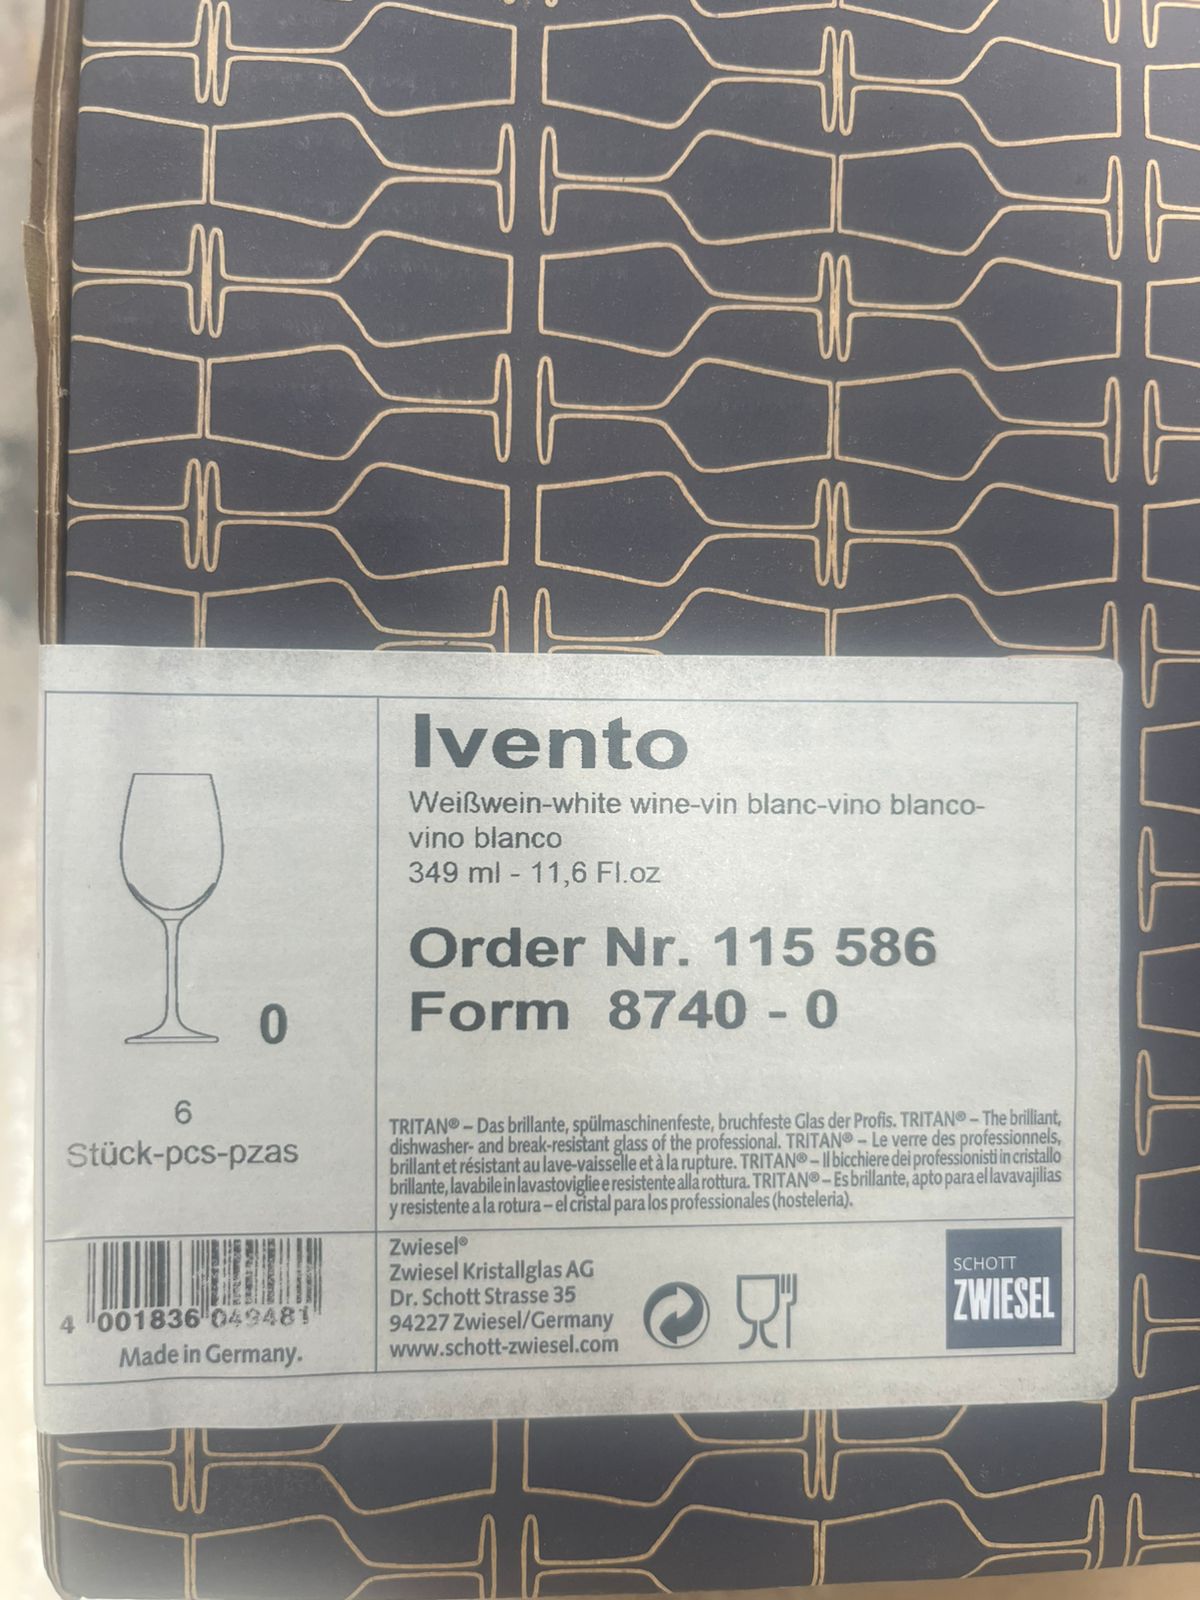 Ivento
Weißwein-white wine-vin blanc-vino blanco-
vino blanco
349 ml - 11,6 Fl.oz
Order Nr. 115 586
Form 8740 - 0
0
6
Stück-pcs-pzas
TRITAN® – Das brillante, spülmaschinenfeste, bruchfeste Glas der Profis. TRITAN® – The brilliant,
dishwasher- and break-resistant glass of the professional. TRITAN® – Le verre des professionnels,
brillant et résistant au lave-vaisselle et à la rupture. TRITAN® – Il bicchiere dei professionisti in cristallo
brillante, lavabile in lavastoviglie e resistente alla rottura. TRITAN® – Es brillante, apto para el lavavajilias
y resistente a la rotura – el cristal para los professionales (hosteleria).
4 001836 049481
Made in Germany.
Zwiesel®
Zwiesel Kristallglas AG
Dr. Schott Strasse 35
94227 Zwiesel/Germany
www.schott-zwiesel.com
SCHOTT
ZWIESEL